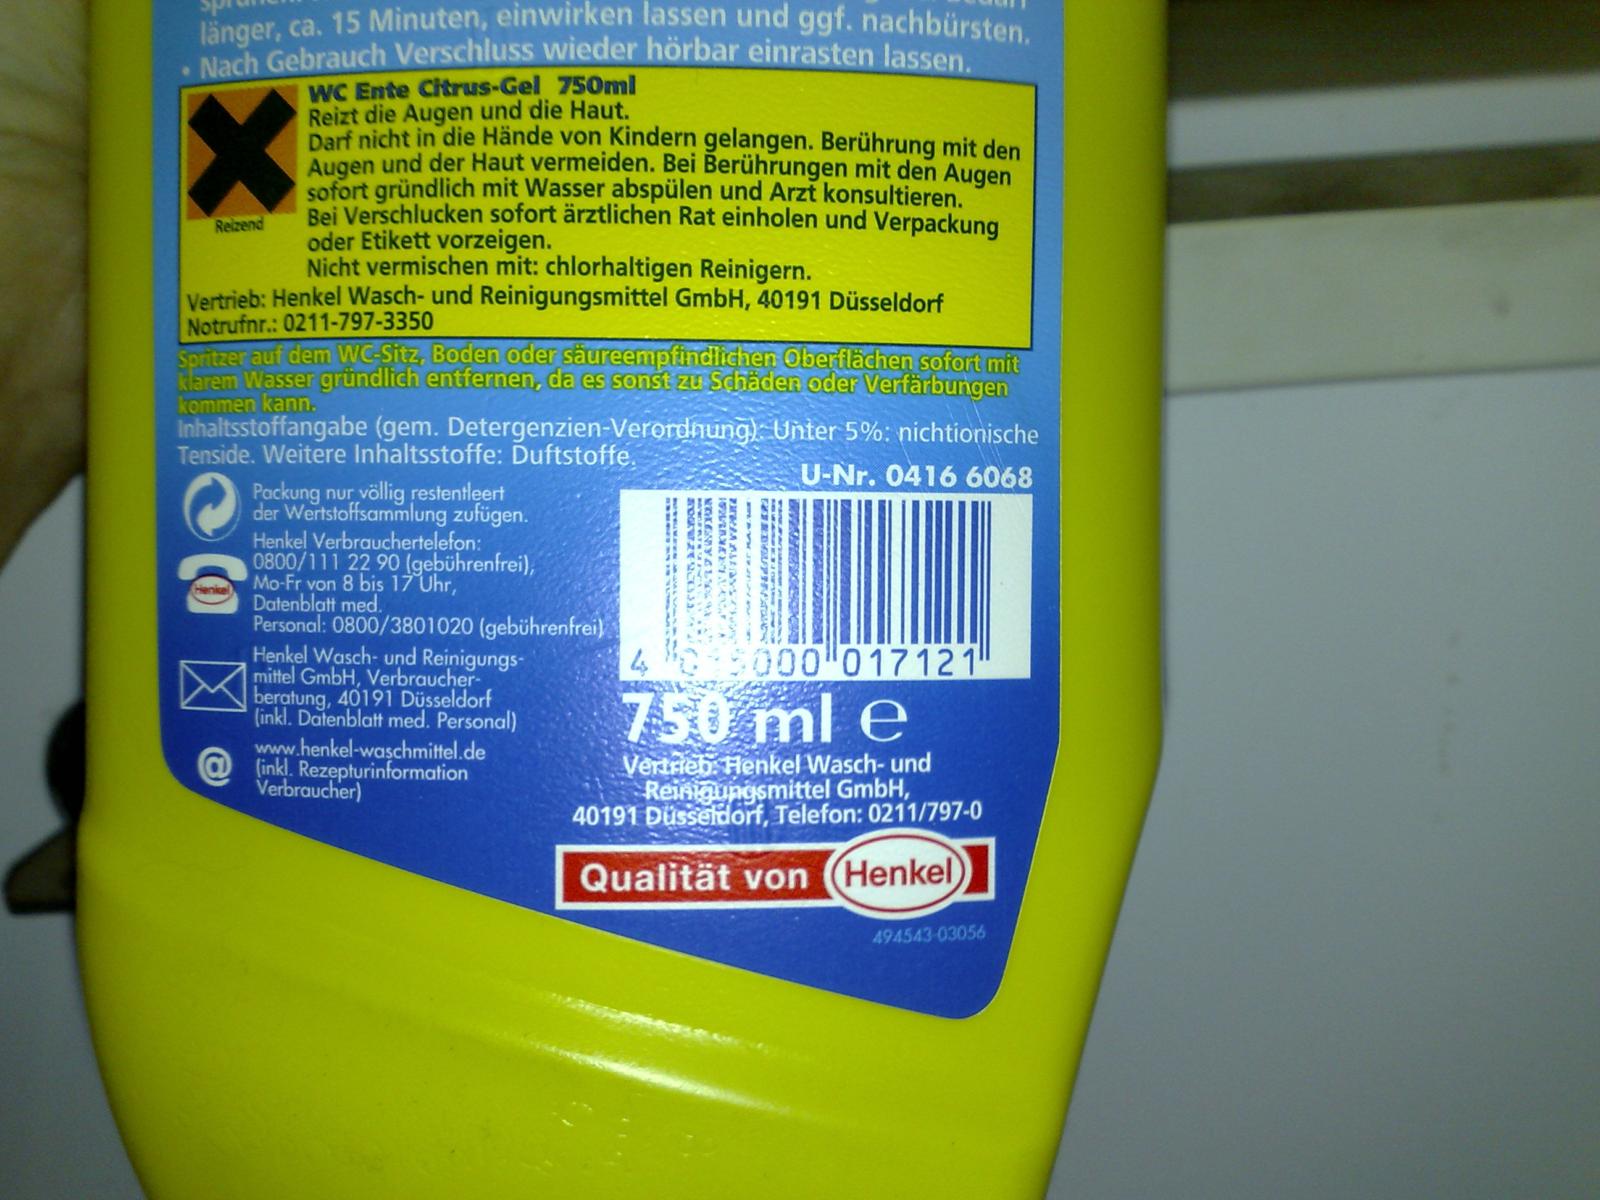 länger, ca. 15 Minuten, einwirken lassen und ggf. nachbürsten.
• Nach Gebrauch Verschluss wieder hörbar einrasten lassen.
WC Ente Citrus-Gel 750ml
Reizt die Augen und die Haut.
Darf nicht in die Hände von Kindern gelangen. Berührung mit den
Augen und der Haut vermeiden. Bei Berührungen mit den Augen
sofort gründlich mit Wasser abspülen und Arzt konsultieren.
Bei Verschlucken sofort ärztlichen Rat einholen und Verpackung
oder Etikett vorzeigen.
Nicht vermischen mit: chlorhaltigen Reinigern.
Reizend
Vertrieb: Henkel Wasch- und Reinigungsmittel GmbH, 40191 Düsseldorf
Notrufnr.: 0211-797-3350
Spritzer auf dem WC-Sitz, Boden oder säureempfindlichen Oberflächen sofort mit
klarem Wasser gründlich entfernen, da es sonst zu Schäden oder Verfärbungen
kommen kann.
Inhaltsstoffangabe (gem. Detergenzien-Verordnung): Unter 5%: nichtionische
Tenside. Weitere Inhaltsstoffe: Duftstoffe.
U-Nr. 0416 6068
Packung nur völlig restentleert
der Wertstoffsammlung zufügen.
Henkel Verbrauchertelefon:
0800/111 22 90 (gebührenfrei),
Mo-Fr von 8 bis 17 Uhr,
Datenblatt med.
Personal: 0800/3801020 (gebührenfrei)
Henkel
Henkel Wasch- und Reinigungs-
mittel GmbH, Verbraucher-
beratung, 40191 Düsseldorf
(inkl. Datenblatt med. Personal)
@ www.henkel-waschmittel.de
(inkl. Rezepturinformation
Verbraucher)
4 017121
750 ml e
Vertrieb: Henkel Wasch- und
Reinigungsmittel GmbH,
40191 Düsseldorf, Telefon: 0211/797-0
Qualität von Henkel
494543-03056